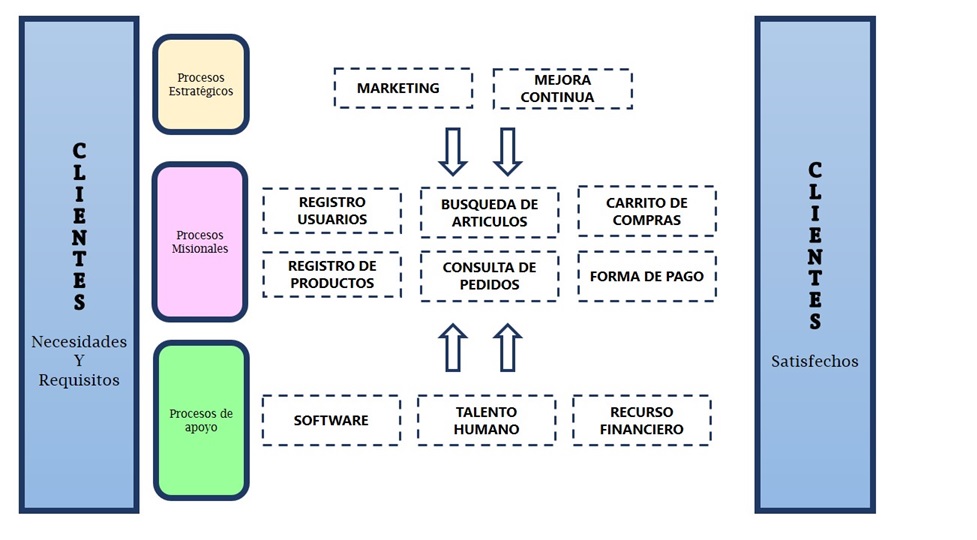 CLIENTES
Necesidades
Y
Requisitos
Procesos
Estratégicos
MARKETING
MEJORA
CONTINUA
Procesos
Misionales
REGISTRO
USUARIOS
BUSQUEDA DE
ARTICULOS
CARRITO DE
COMPRAS
REGISTRO DE
PRODUCTOS
CONSULTA DE
PEDIDOS
FORMA DE PAGO
Procesos de
apoyo
SOFTWARE
TALENTO
HUMANO
RECURSO
FINANCIERO
CLIENTES
Satisfechos